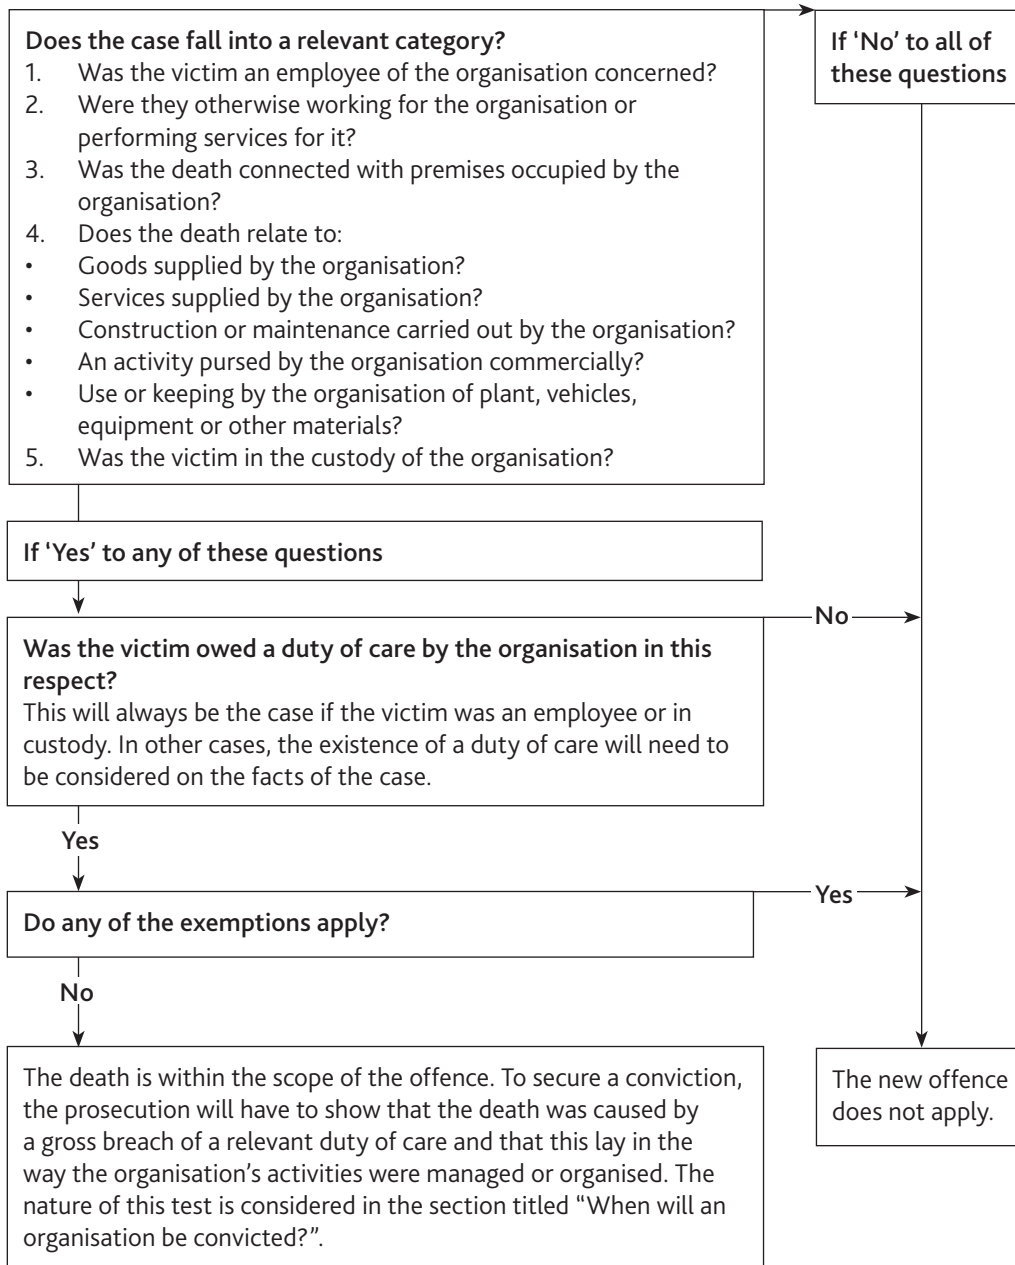 Does the case fall into a relevant category?
1. Was the victim an employee of the organisation concerned?
2. Were they otherwise working for the organisation or
performing services for it?
3. Was the death connected with premises occupied by the
organisation?
4. Does the death relate to:
• Goods supplied by the organisation?
• Services supplied by the organisation?
• Construction or maintenance carried out by the organisation?
• An activity pursed by the organisation commercially?
• Use or keeping by the organisation of plant, vehicles,
equipment or other materials?
5. Was the victim in the custody of the organisation?
If ‘No’ to all of
these questions
If ‘Yes’ to any of these questions
Was the victim owed a duty of care by the organisation in this
respect?
This will always be the case if the victim was an employee or in
custody. In other cases, the existence of a duty of care will need to
be considered on the facts of the case.
No
Yes
Do any of the exemptions apply?
Yes
No
The death is within the scope of the offence. To secure a conviction,
the prosecution will have to show that the death was caused by
a gross breach of a relevant duty of care and that this lay in the
way the organisation’s activities were managed or organised. The
nature of this test is considered in the section titled “When will an
organisation be convicted?”.
The new offence
does not apply.